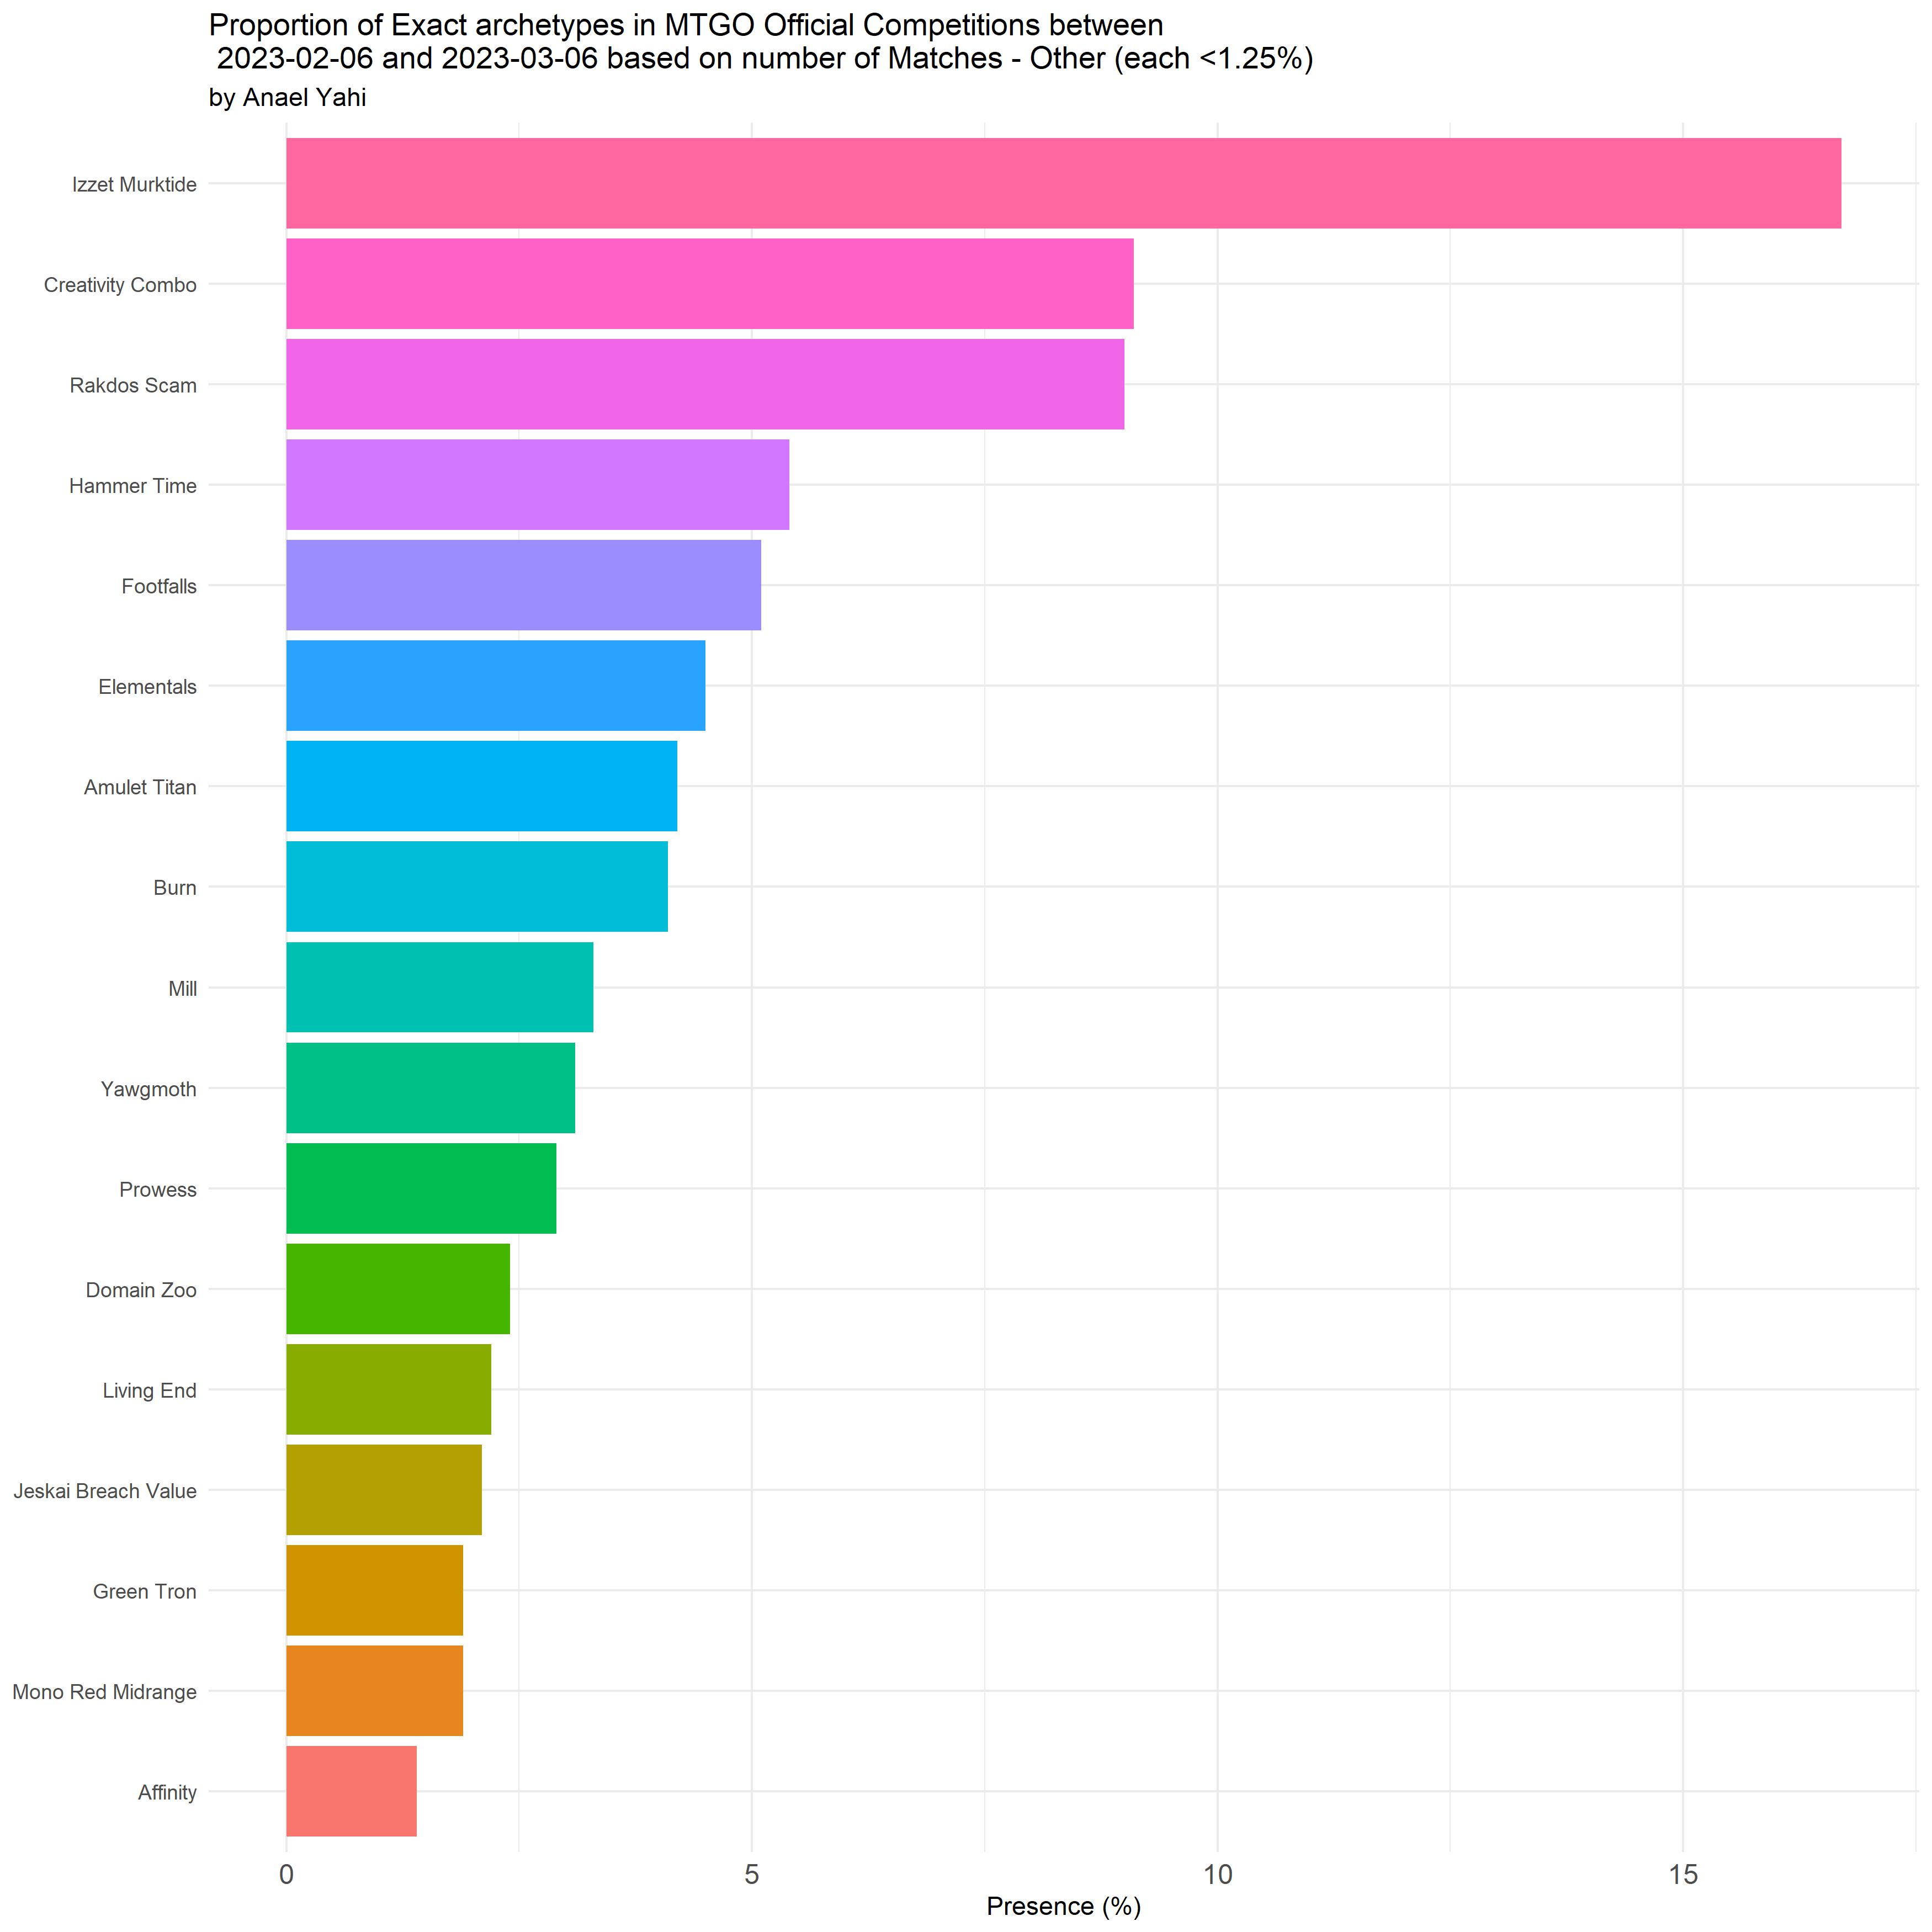 Proportion of Exact archetypes in MTGO Official Competitions between
2023-02-06 and 2023-03-06 based on number of Matches - Other (each <1.25%)
by Anael Yahi
Izzet Murktide
Creativity Combo
Rakdos Scam
Hammer Time
Footfalls
Elementals
Amulet Titan
Burn
Mill
Yawgmoth
Prowess
Domain Zoo
Living End
Jeskai Breach Value
Green Tron
Mono Red Midrange
Affinity
0 5 10 15
Presence (%)